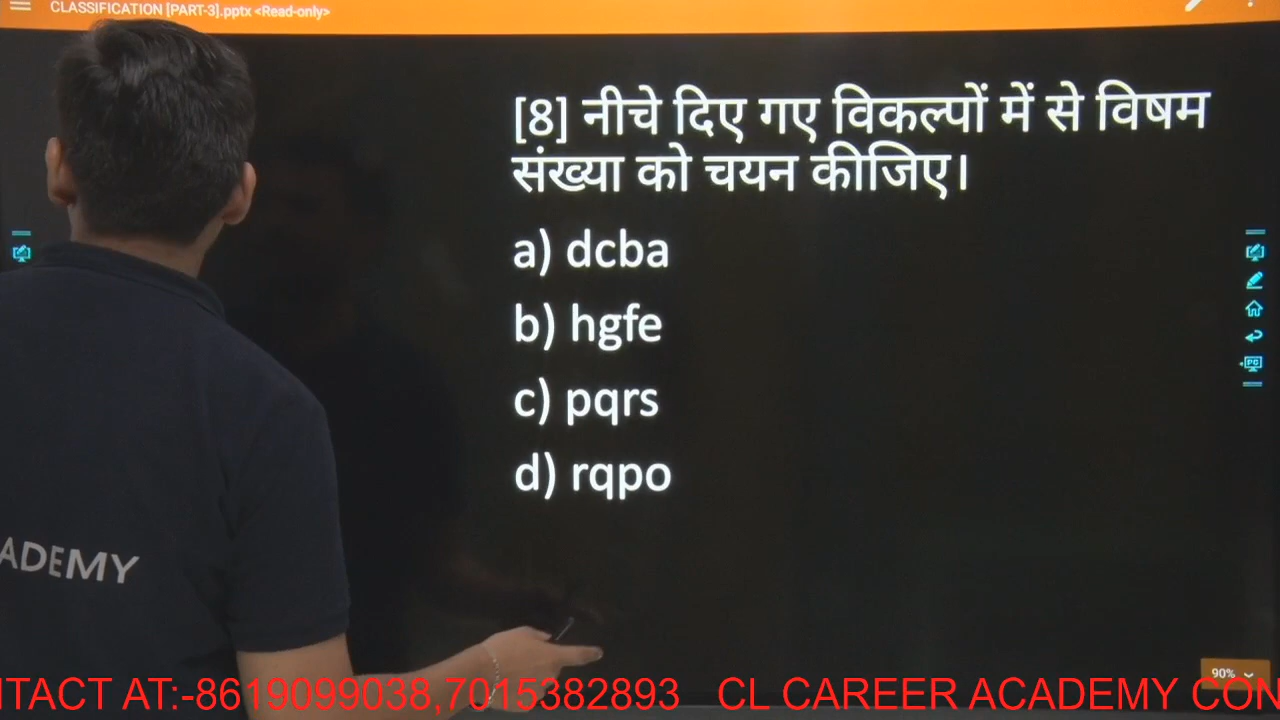 CLASSIFICATION [PART-3].pptx <Read-only>
[8] नीचे दिए गए विकल्पों में से विषम
संख्या को चयन कीजिए।
a) dcba
b) hgfe
c) pqrs
d) rqpo
ADEMY
90%
NTACT AT:-8619099038,7015382893 CL CAREER ACADEMY CON